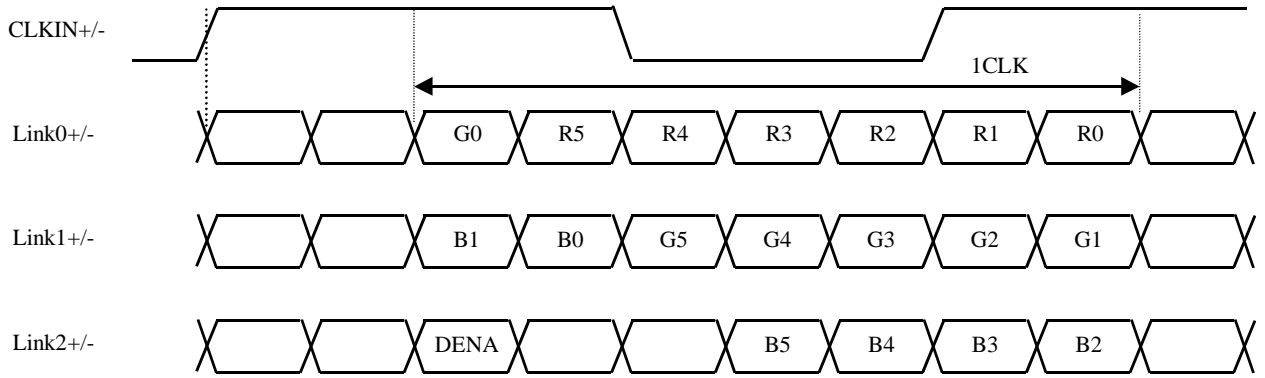 CLKIN+/-
1CLK
Link0+/- G0 R5 R4 R3 R2 R1 R0
Link1+/- B1 B0 G5 G4 G3 G2 G1
Link2+/- DENA B5 B4 B3 B2